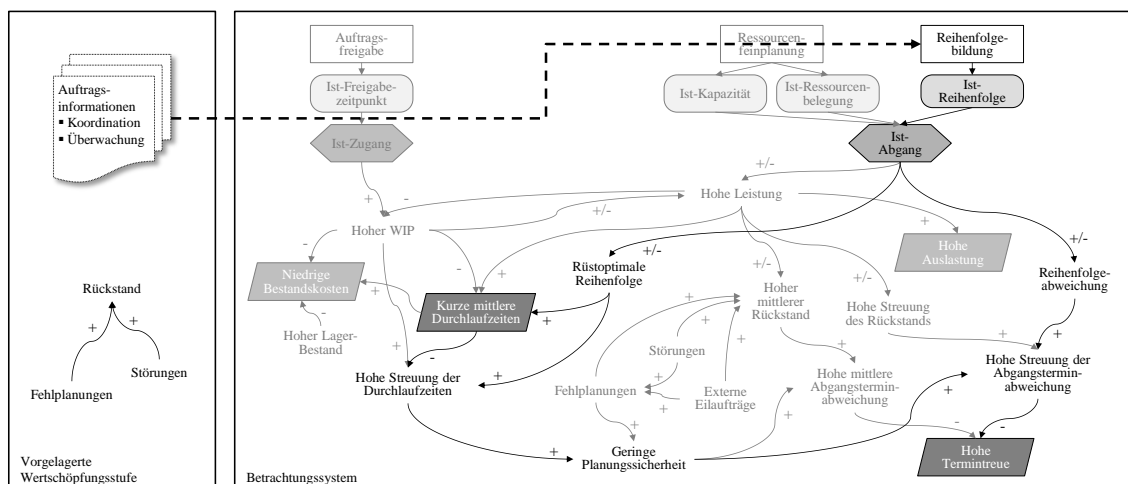 Auftrags-
informationen
▪ Koordination
▪ Überwachung
Rückstand
+
+
Störungen
Fehlplanungen
Vorgelagerte
Wertschöpfungsstufe
Auftrags-
freigabe
Ressourcen-
feinplanung
Reihenfolge-
bildung
Ist-Freigabe-
zeitpunkt
Ist-Kapazität
Ist-Ressourcen-
belegung
Ist-
Reihenfolge
Ist-Zugang
Ist-
Abgang
+/-
+
-
Hohe Leistung
+/-
+
Hoher WIP
+/-
+/-
+/-
+/-
-
-
+
Hohe
Auslastung
Niedrige
Bestandskosten
Rüstoptimale
Reihenfolge
Hoher
mittlerer
Rückstand
Reihenfolge-
abweichung
+
Kurze mittlere
Durchlaufzeiten
+
Hohe Streuung
des Rückstands
-
Hoher Lager-
Bestand
+
+
+
+
+
+
+
-
Störungen
Hohe Streuung der
Abgangstermin-
abweichung
Hohe Streuung der
Durchlaufzeiten
+
+
Hohe mittlere
Abgangstermin-
abweichung
Fehlplanungen
Externe
Eilaufträge
+
+
+
+
-
-
+
Geringe
Planungssicherheit
Hohe
Termintreue
Betrachtungssystem